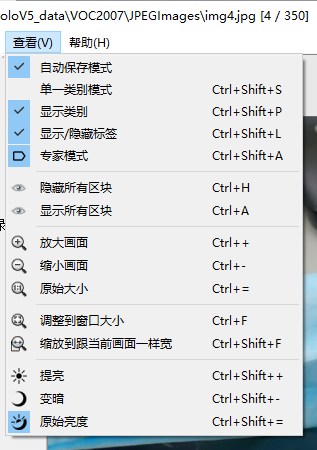 oloV5_data\VOC2007\JPEGImages\img4.jpg [4 / 350]
查看(V) 帮助(H)
自动保存模式
单一类别模式 Ctrl+Shift+S
显示类别 Ctrl+Shift+P
显示/隐藏标签 Ctrl+Shift+L
专家模式 Ctrl+Shift+A
隐藏所有区块 Ctrl+H
显示所有区块 Ctrl+A
放大画面 Ctrl++
缩小画面 Ctrl+-
原始大小 Ctrl+=
调整到窗口大小 Ctrl+F
缩放到跟当前画面一样宽 Ctrl+Shift+F
提亮 Ctrl+Shift++
变暗 Ctrl+Shift+-
原始亮度 Ctrl+Shift+=